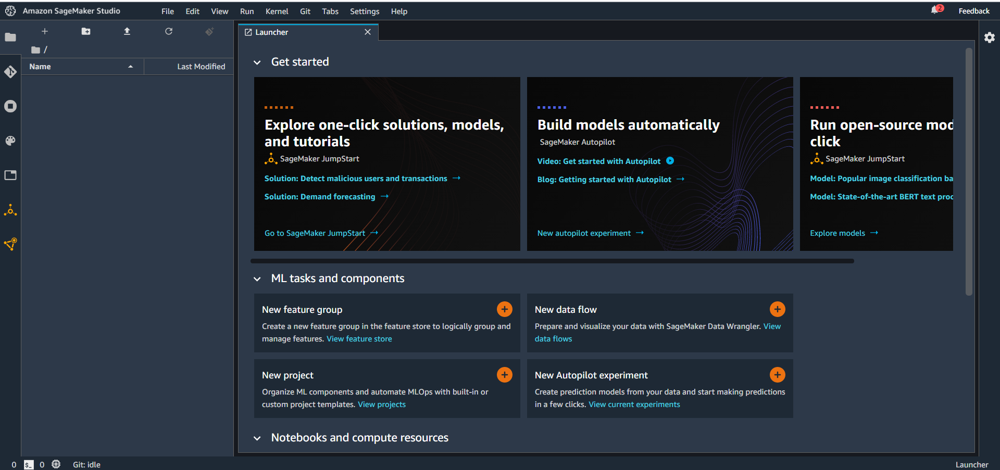 Amazon SageMaker Studio
File Edit View Run Kernel Git Tabs Settings Help
2
Feedback
/
Name
Last Modified
Launcher
Get started
Explore one-click solutions, models,
and tutorials
SageMaker JumpStart
Solution: Detect malicious users and transactions
Solution: Demand forecasting
Go to SageMaker JumpStart
Build models automatically
SageMaker Autopilot
Video: Get started with Autopilot
Blog: Getting started with Autopilot
New autopilot experiment
Run open-source mod
click
SageMaker JumpStart
Model: Popular image classification ba
Model: State-of-the-art BERT text proc
Explore models
ML tasks and components
New feature group
Create a new feature group in the feature store to logically group and
manage features. View feature store
New data flow
Prepare and visualize your data with SageMaker Data Wrangler. View
data flows
New project
Organize ML components and automate MLOps with built-in or
custom project templates. View projects
New Autopilot experiment
Create prediction models from your data and start making predictions
in a few clicks. View current experiments
Notebooks and compute resources
0 $_ 0 Git: idle
Launcher